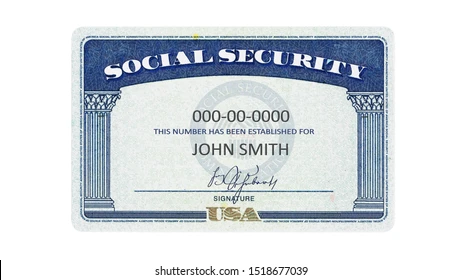 SOCIAL SECURITY
000-00-0000
THIS NUMBER HAS BEEN ESTABLISHED FOR
JOHN SMITH
SIGNATURE
USA
shutterstock.com · 1518677039